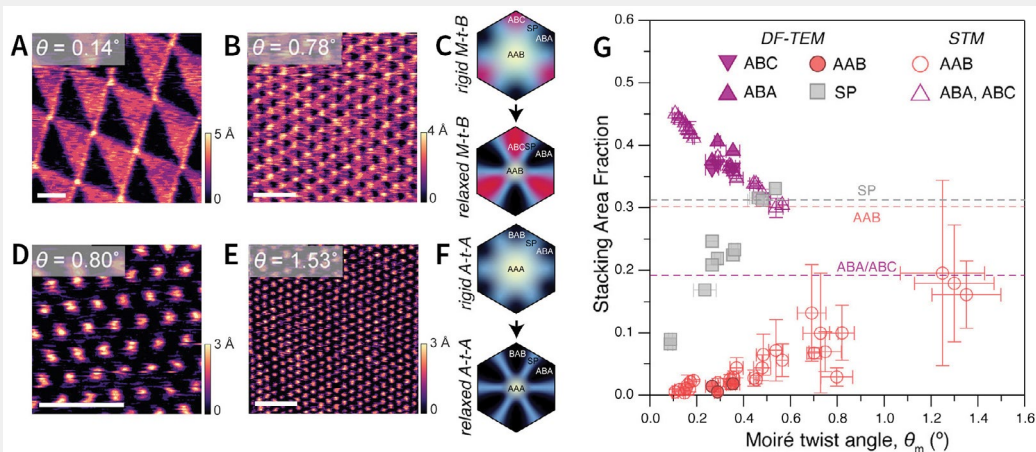 A
θ = 0.14°
5 Å
0
B
θ = 0.78°
4 Å
0
C
rigid M-t-B
ABC
SP
ABA
AAB
relaxed M-t-B
ABC
SP
ABA
AAB
D
θ = 0.80°
3 Å
0
E
θ = 1.53°
3 Å
0
F
rigid A-t-A
BAB
SP
ABA
AAA
relaxed A-t-A
BAB
SP
ABA
AAA
G
DF-TEM STM
ABC AAB AAB
ABA SP ABA, ABC
SP
AAB
ABA/ABC
Stacking Area Fraction
0.6
0.5
0.4
0.3
0.2
0.1
0.0
0.0 0.2 0.4 0.6 0.8 1.0 1.2 1.4 1.6
Moiré twist angle, θm (°)